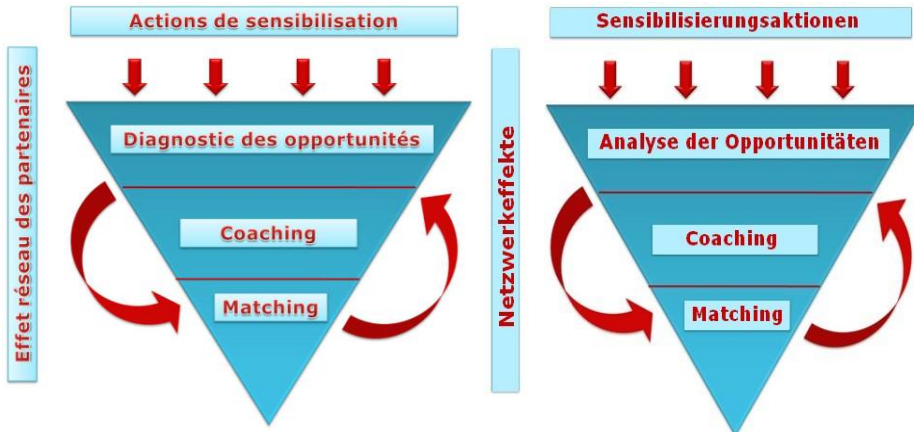 Actions de sensibilisation
Effet réseau des partenaires
Diagnostic des opportunités
Coaching
Matching
Sensibilisierungsaktionen
Netzwerkeffekte
Analyse der Opportunitäten
Coaching
Matching